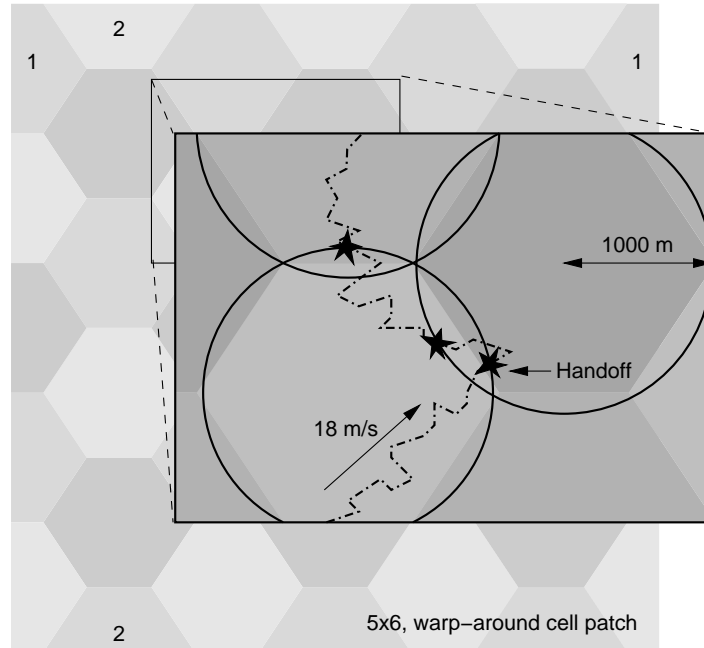 2
1
1
1000 m
Handoff
18 m/s
5x6, warp−around cell patch
2